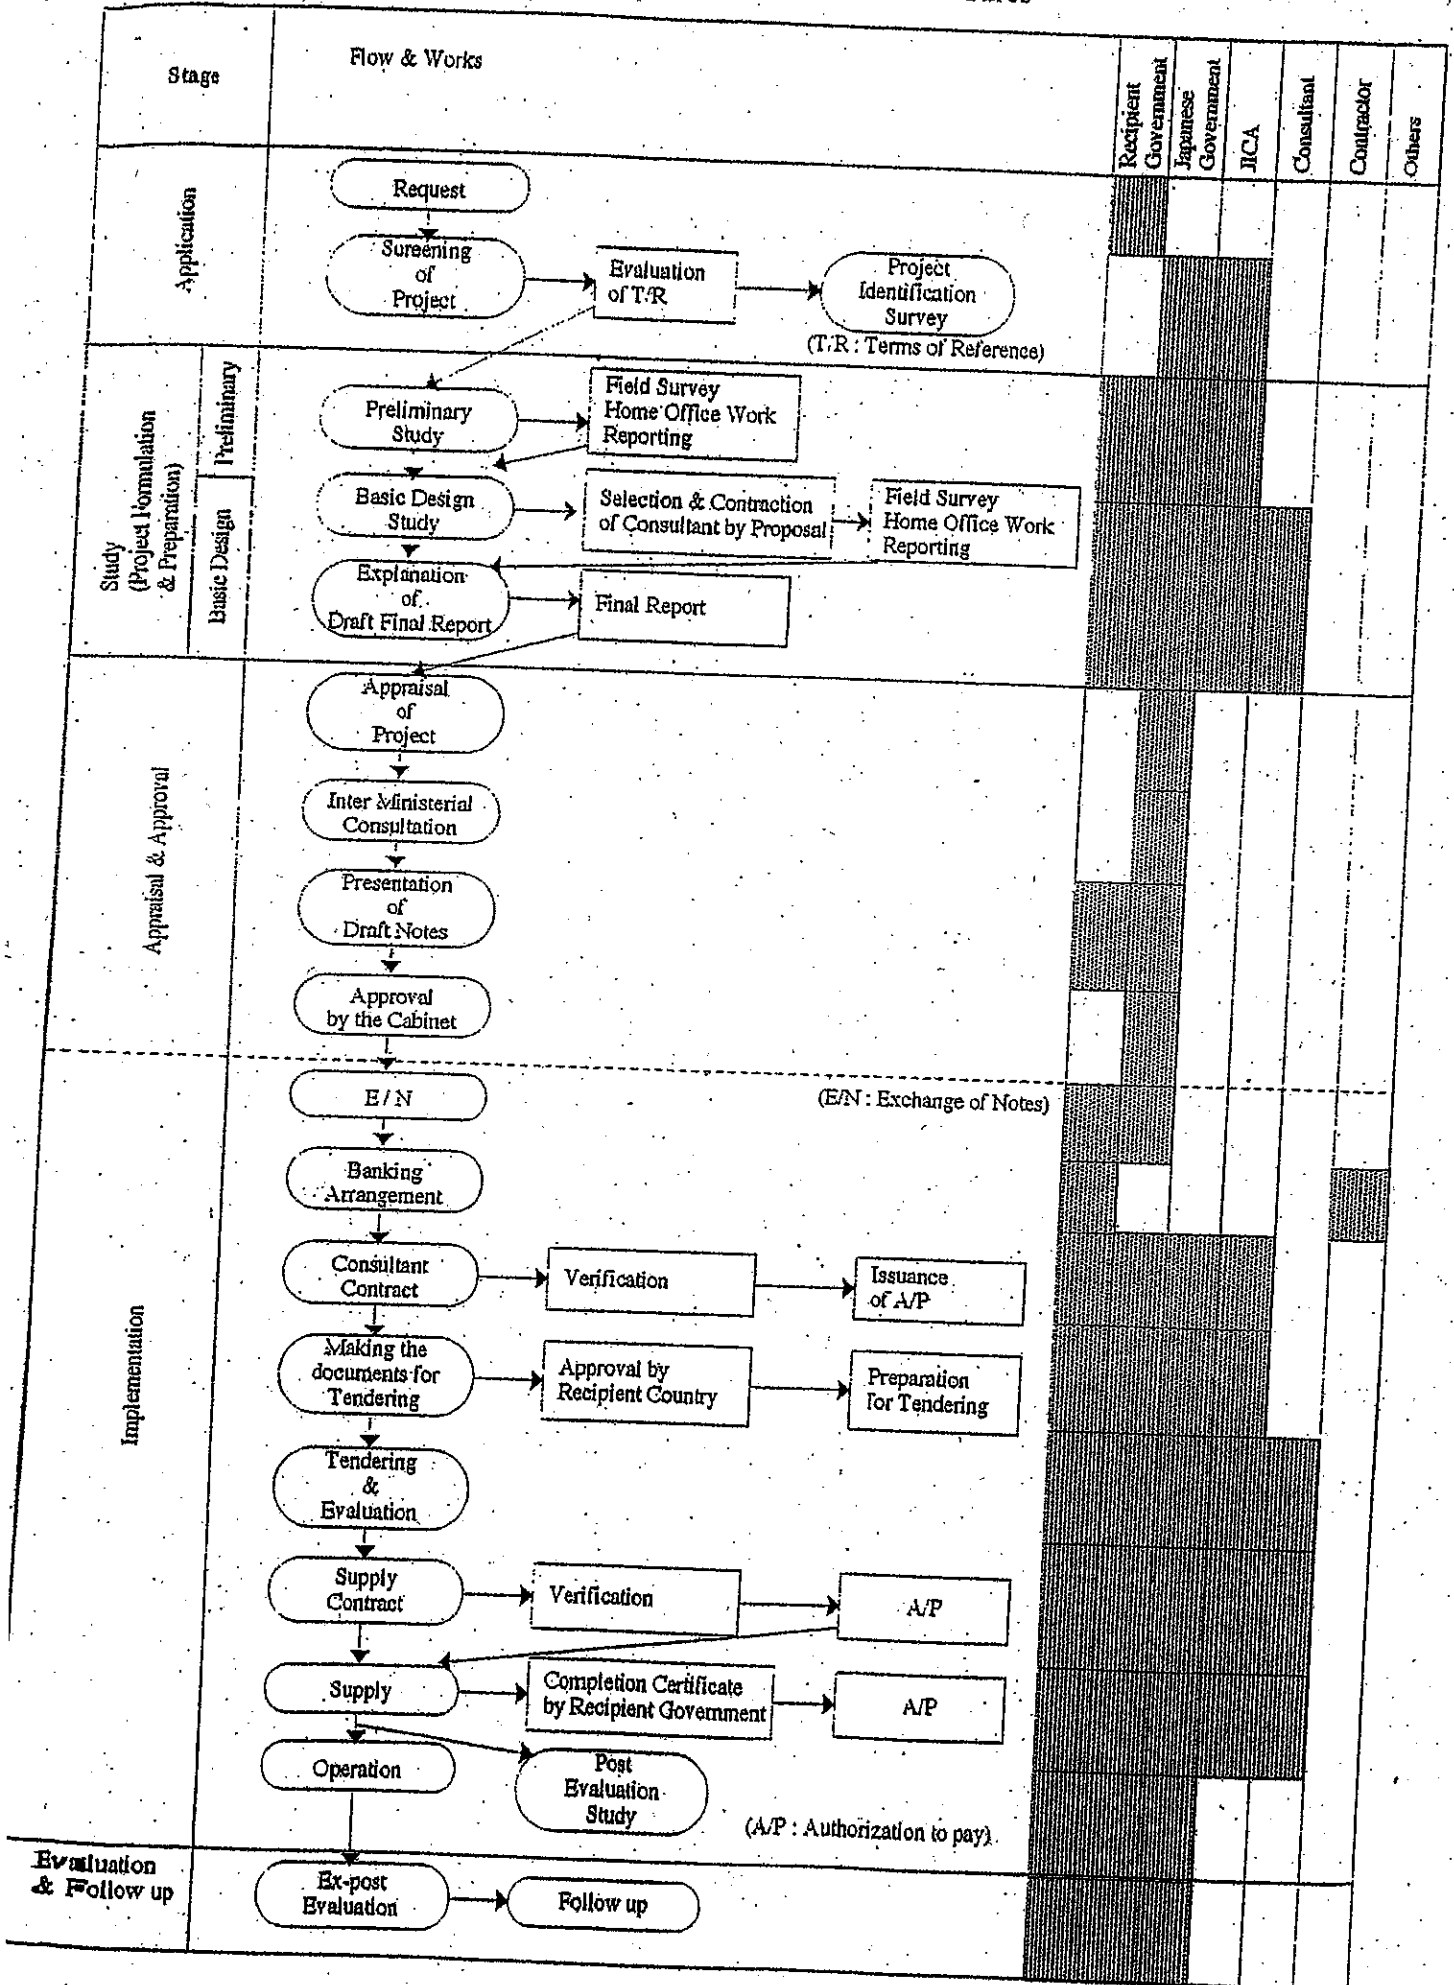 Stage
Flow & Works
Recipient
Government
Japanese
Government
JICA
Consultant
Contractor
Others
Application
Request
Sureening
of
Project
Evaluation
of T/R
Project
Identification
Survey
(T/R : Terms of Reference)
Study
(Project Formulation
& Preparation)
Preliminary
Preliminary
Study
Field Survey
Home Office Work
Reporting
Basic Design
Basic Design
Study
Selection & Contraction
of Consultant by Proposal
Field Survey
Home Office Work
Reporting
Explanation
of
Draft Final Report
Final Report
Appraisal & Approval
Appraisal
of
Project
Inter Ministerial
Consultation
Presentation
of
Draft Notes
Approval
by the Cabinet
Implementation
E / N
(E/N : Exchange of Notes)
Banking
Arrangement
Consultant
Contract
Verification
Issuance
of A/P
Making the
documents for
Tendering
Approval by
Recipient Country
Preparation
for Tendering
Tendering
&
Evaluation
Supply
Contract
Verification
A/P
Supply
Completion Certificate
by Recipient Government
A/P
Operation
Post
Evaluation
Study
(A/P : Authorization to pay)
Evaluation
& Follow up
Ex-post
Evaluation
Follow up